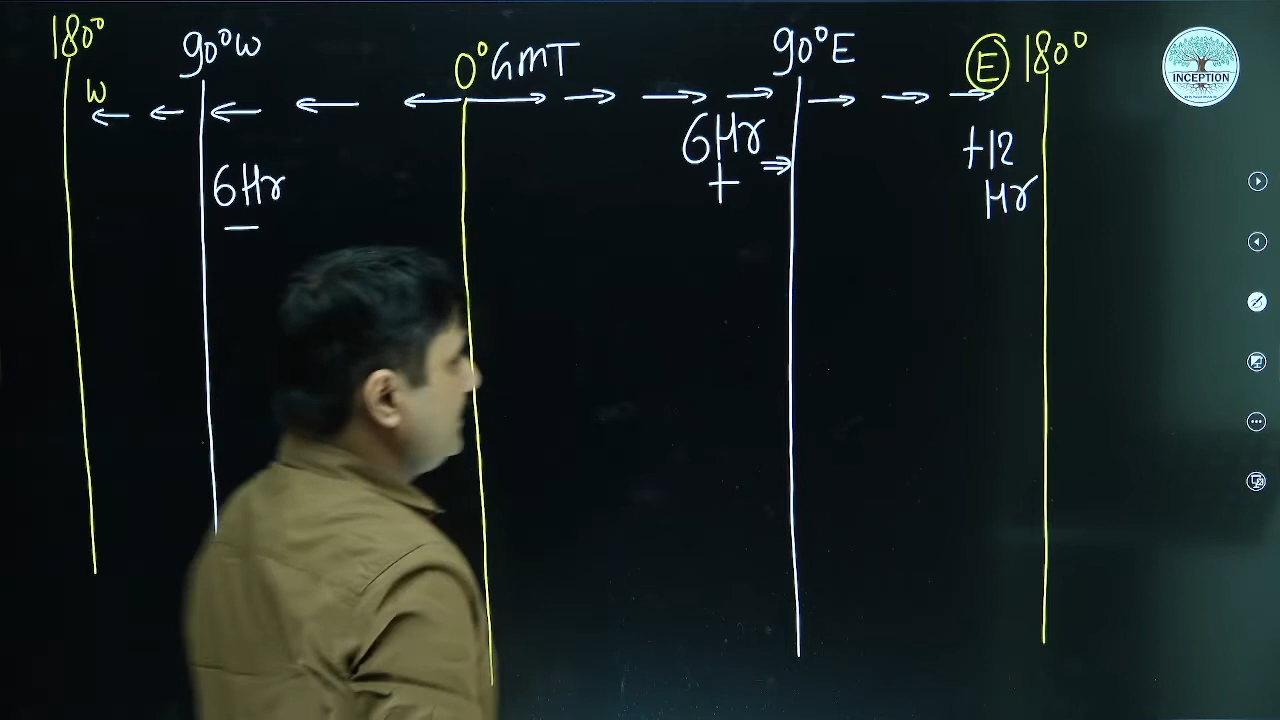 180°
90°W
0° GMT
90°E
E 180°
W
6Hr
+
+12
Hr
6Hr
−
INCEPTION